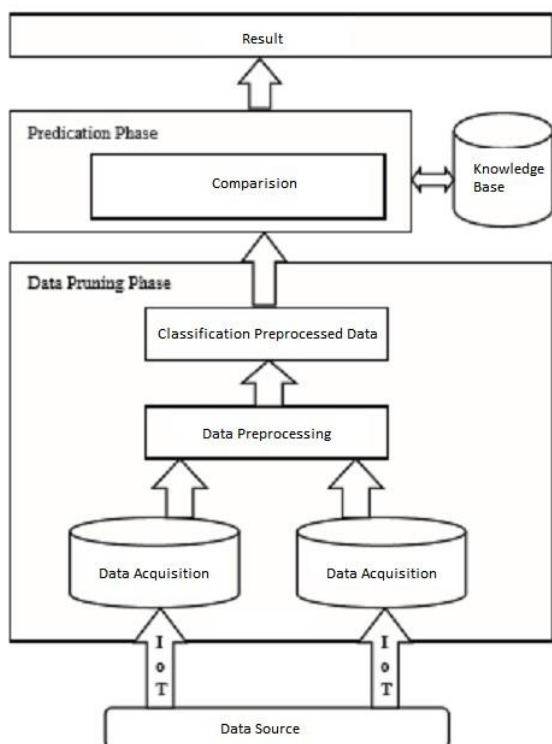 Result
Predication Phase
Comparision
Knowledge
Base
Data Pruning Phase
Classification Preprocessed Data
Data Preprocessing
Data Acquisition
Data Acquisition
I
o
T
I
o
T
Data Source